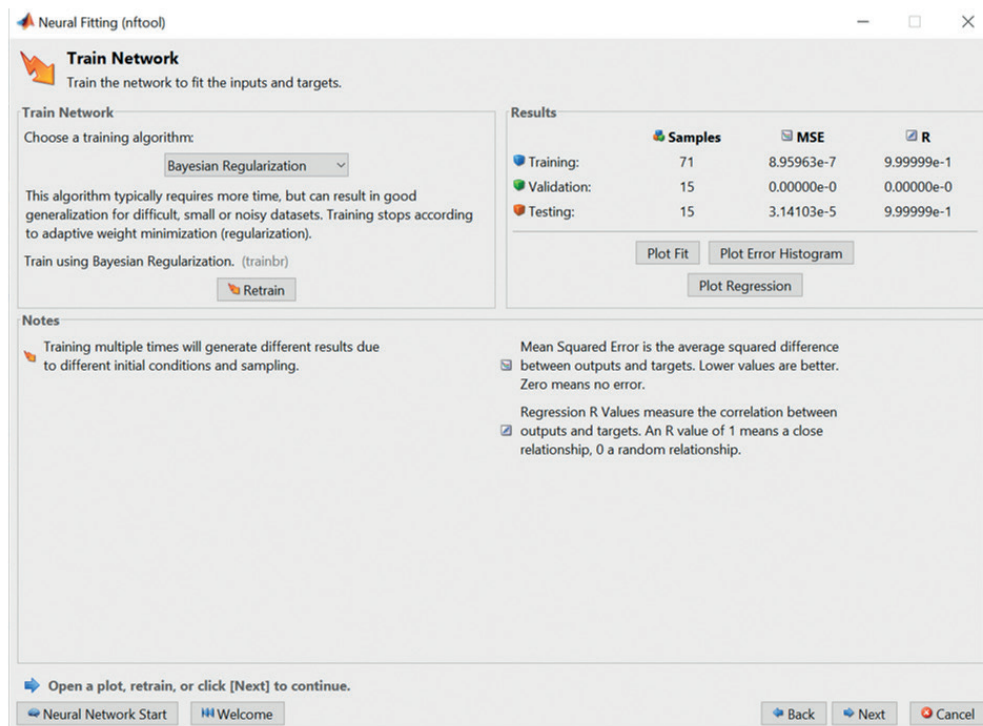 Neural Fitting (nftool)
Train Network
Train the network to fit the inputs and targets.
Train Network
Choose a training algorithm:
Bayesian Regularization
This algorithm typically requires more time, but can result in good
generalization for difficult, small or noisy datasets. Training stops according
to adaptive weight minimization (regularization).
Train using Bayesian Regularization. (trainbr)
Retrain
Results
Samples MSE R
Training: 71 8.95963e-7 9.99999e-1
Validation: 15 0.00000e-0 0.00000e-0
Testing: 15 3.14103e-5 9.99999e-1
Plot Fit Plot Error Histogram
Plot Regression
Notes
Training multiple times will generate different results due
to different initial conditions and sampling.
Mean Squared Error is the average squared difference
between outputs and targets. Lower values are better.
Zero means no error.
Regression R Values measure the correlation between
outputs and targets. An R value of 1 means a close
relationship, 0 a random relationship.
Open a plot, retrain, or click [Next] to continue.
Neural Network Start Welcome Back Next Cancel